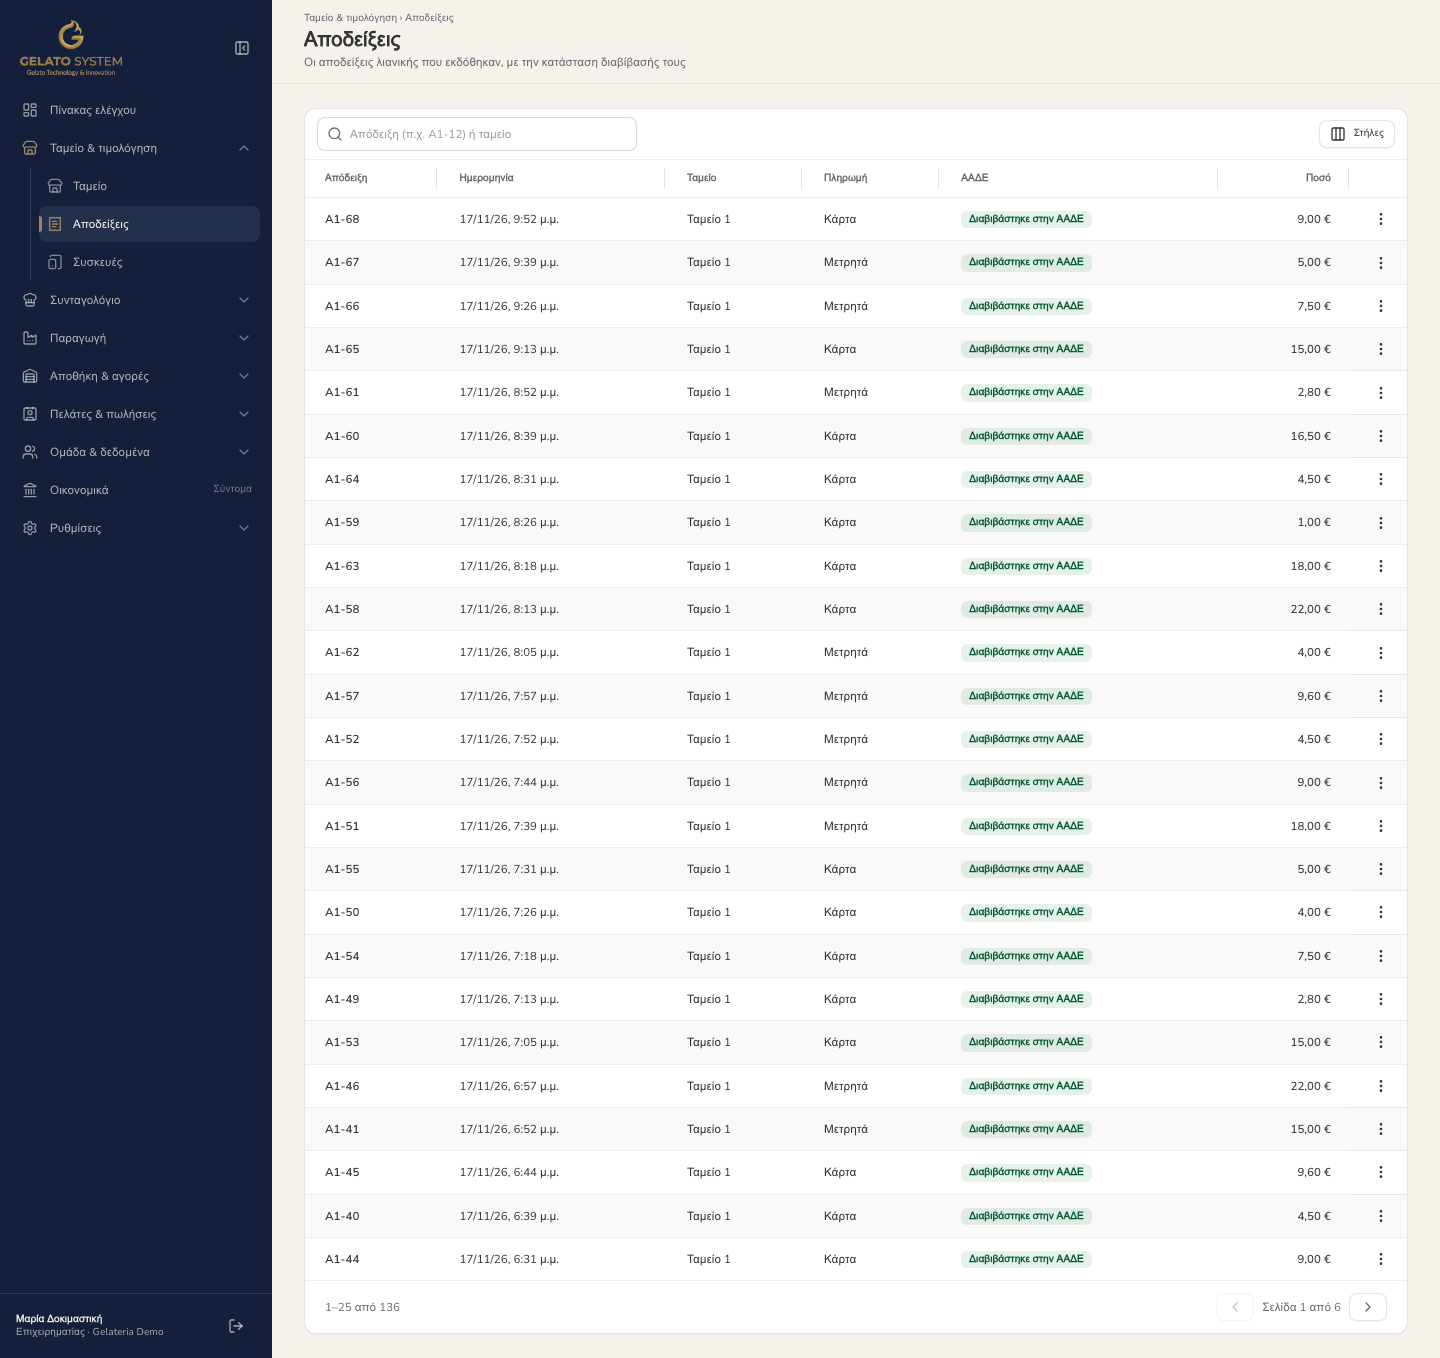 GELATO SYSTEM
Gelato Technology & Innovation
Πίνακας ελέγχου
Ταμείο & τιμολόγηση
Ταμείο
Αποδείξεις
Συσκευές
Συνταγολόγιο
Παραγωγή
Αποθήκη & αγορές
Πελάτες & πωλήσεις
Ομάδα & δεδομένα
Οικονομικά Σύντομα
Ρυθμίσεις
Μαρία Δοκιμαστική
Επιχειρηματίας · Gelateria Demo
Ταμείο & τιμολόγηση › Αποδείξεις
Αποδείξεις
Οι αποδείξεις λιανικής που εκδόθηκαν, με την κατάσταση διαβίβασής τους
Απόδειξη (π.χ. A1-12) ή ταμείο
Στήλες
Απόδειξη Ημερομηνία Ταμείο Πληρωμή ΑΑΔΕ Ποσό
A1-68 17/11/26, 9:52 μ.μ. Ταμείο 1 Κάρτα Διαβιβάστηκε στην ΑΑΔΕ 9,00 €
A1-67 17/11/26, 9:39 μ.μ. Ταμείο 1 Μετρητά Διαβιβάστηκε στην ΑΑΔΕ 5,00 €
A1-66 17/11/26, 9:26 μ.μ. Ταμείο 1 Μετρητά Διαβιβάστηκε στην ΑΑΔΕ 7,50 €
A1-65 17/11/26, 9:13 μ.μ. Ταμείο 1 Κάρτα Διαβιβάστηκε στην ΑΑΔΕ 15,00 €
A1-61 17/11/26, 8:52 μ.μ. Ταμείο 1 Μετρητά Διαβιβάστηκε στην ΑΑΔΕ 2,80 €
A1-60 17/11/26, 8:39 μ.μ. Ταμείο 1 Κάρτα Διαβιβάστηκε στην ΑΑΔΕ 16,50 €
A1-64 17/11/26, 8:31 μ.μ. Ταμείο 1 Κάρτα Διαβιβάστηκε στην ΑΑΔΕ 4,50 €
A1-59 17/11/26, 8:26 μ.μ. Ταμείο 1 Κάρτα Διαβιβάστηκε στην ΑΑΔΕ 1,00 €
A1-63 17/11/26, 8:18 μ.μ. Ταμείο 1 Κάρτα Διαβιβάστηκε στην ΑΑΔΕ 18,00 €
A1-58 17/11/26, 8:13 μ.μ. Ταμείο 1 Κάρτα Διαβιβάστηκε στην ΑΑΔΕ 22,00 €
A1-62 17/11/26, 8:05 μ.μ. Ταμείο 1 Μετρητά Διαβιβάστηκε στην ΑΑΔΕ 4,00 €
A1-57 17/11/26, 7:57 μ.μ. Ταμείο 1 Μετρητά Διαβιβάστηκε στην ΑΑΔΕ 9,60 €
A1-52 17/11/26, 7:52 μ.μ. Ταμείο 1 Μετρητά Διαβιβάστηκε στην ΑΑΔΕ 4,50 €
A1-56 17/11/26, 7:44 μ.μ. Ταμείο 1 Μετρητά Διαβιβάστηκε στην ΑΑΔΕ 9,00 €
A1-51 17/11/26, 7:39 μ.μ. Ταμείο 1 Μετρητά Διαβιβάστηκε στην ΑΑΔΕ 18,00 €
A1-55 17/11/26, 7:31 μ.μ. Ταμείο 1 Κάρτα Διαβιβάστηκε στην ΑΑΔΕ 5,00 €
A1-50 17/11/26, 7:26 μ.μ. Ταμείο 1 Κάρτα Διαβιβάστηκε στην ΑΑΔΕ 4,00 €
A1-54 17/11/26, 7:18 μ.μ. Ταμείο 1 Κάρτα Διαβιβάστηκε στην ΑΑΔΕ 7,50 €
A1-49 17/11/26, 7:13 μ.μ. Ταμείο 1 Κάρτα Διαβιβάστηκε στην ΑΑΔΕ 2,80 €
A1-53 17/11/26, 7:05 μ.μ. Ταμείο 1 Κάρτα Διαβιβάστηκε στην ΑΑΔΕ 15,00 €
A1-46 17/11/26, 6:57 μ.μ. Ταμείο 1 Μετρητά Διαβιβάστηκε στην ΑΑΔΕ 22,00 €
A1-41 17/11/26, 6:52 μ.μ. Ταμείο 1 Μετρητά Διαβιβάστηκε στην ΑΑΔΕ 15,00 €
A1-45 17/11/26, 6:44 μ.μ. Ταμείο 1 Κάρτα Διαβιβάστηκε στην ΑΑΔΕ 9,60 €
A1-40 17/11/26, 6:39 μ.μ. Ταμείο 1 Κάρτα Διαβιβάστηκε στην ΑΑΔΕ 4,50 €
A1-44 17/11/26, 6:31 μ.μ. Ταμείο 1 Κάρτα Διαβιβάστηκε στην ΑΑΔΕ 9,00 €
1–25 από 136 Σελίδα 1 από 6